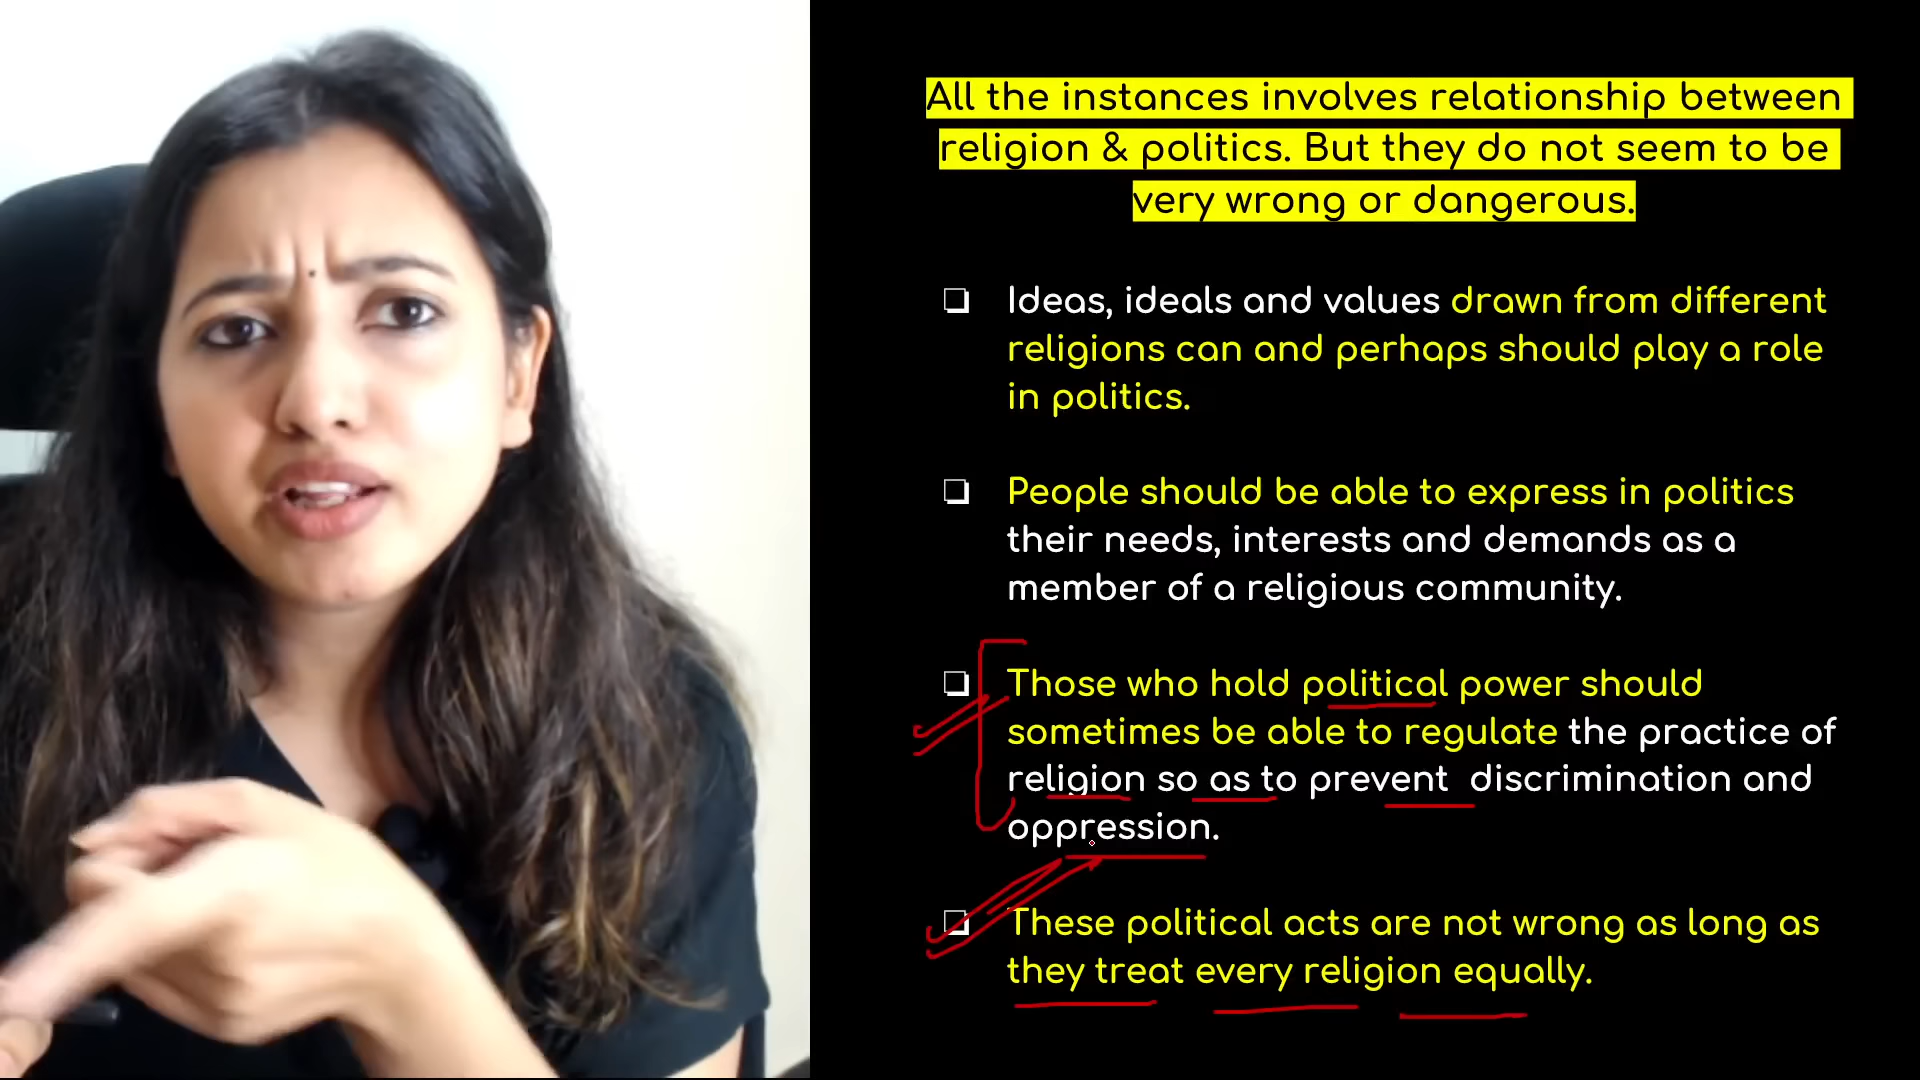 All the instances involves relationship between
religion & politics. But they do not seem to be
very wrong or dangerous.
❏ Ideas, ideals and values drawn from different
religions can and perhaps should play a role
in politics.
❏ People should be able to express in politics
their needs, interests and demands as a
member of a religious community.
❏ Those who hold political power should
sometimes be able to regulate the practice of
religion so as to prevent discrimination and
oppression.
❏ These political acts are not wrong as long as
they treat every religion equally.